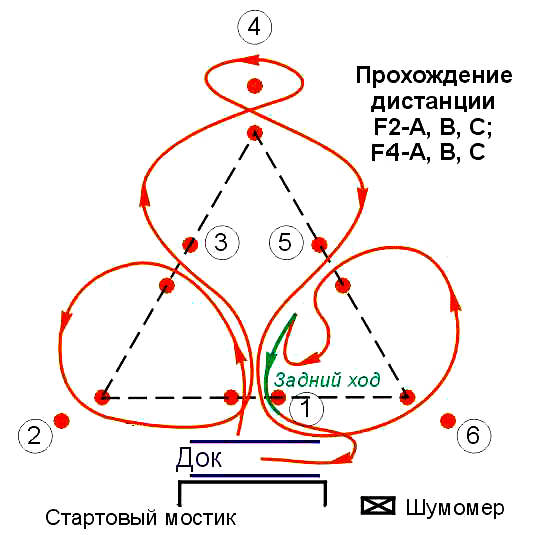 4
Прохождение
дистанции
F2-A, B, C;
F4-A, B, C
3
5
Задний ход
1
2
6
Док
Стартовый мостик
Шумомер